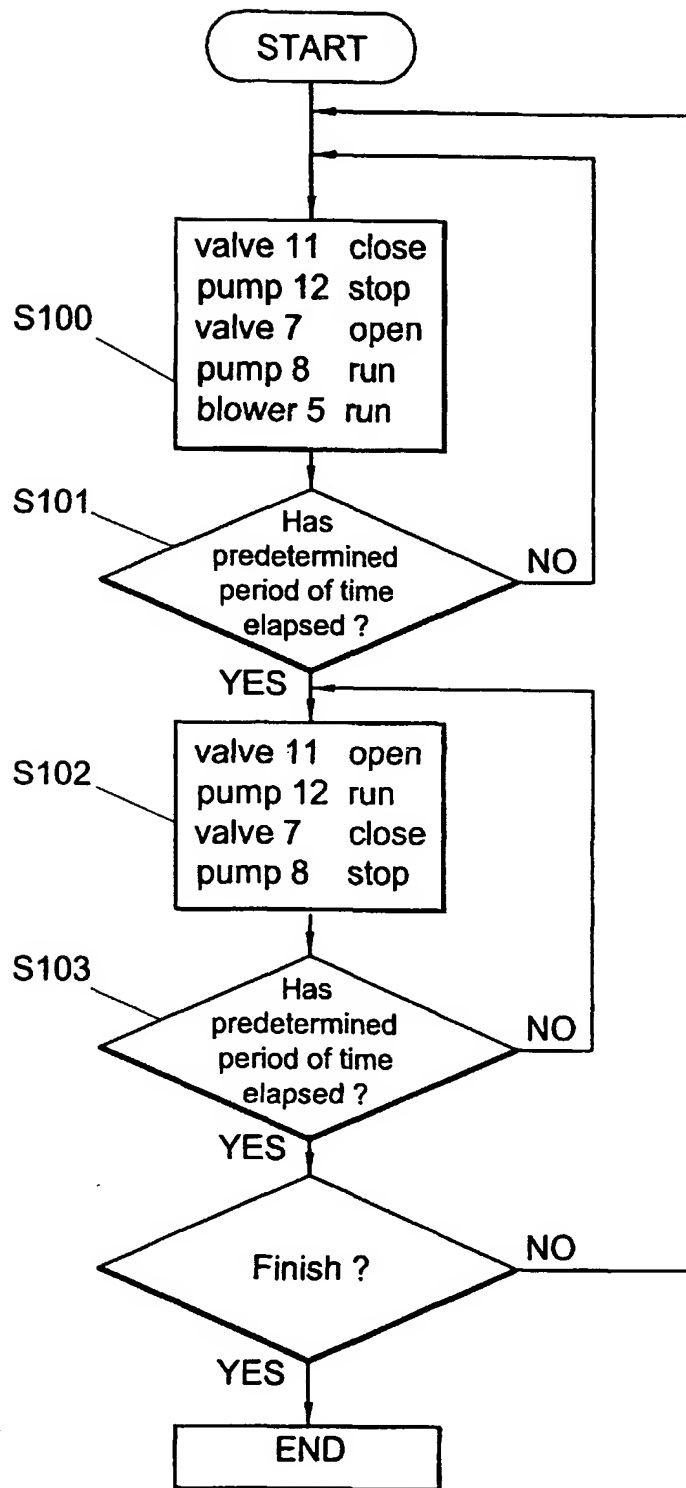 START
valve 11 close
pump 12 stop
valve 7 open
pump 8 run
blower 5 run
S100
S101
Has
predetermined
period of time
elapsed ?
NO
YES
valve 11 open
pump 12 run
valve 7 close
pump 8 stop
S102
S103
Has
predetermined
period of time
elapsed ?
NO
YES
Finish ?
NO
YES
END